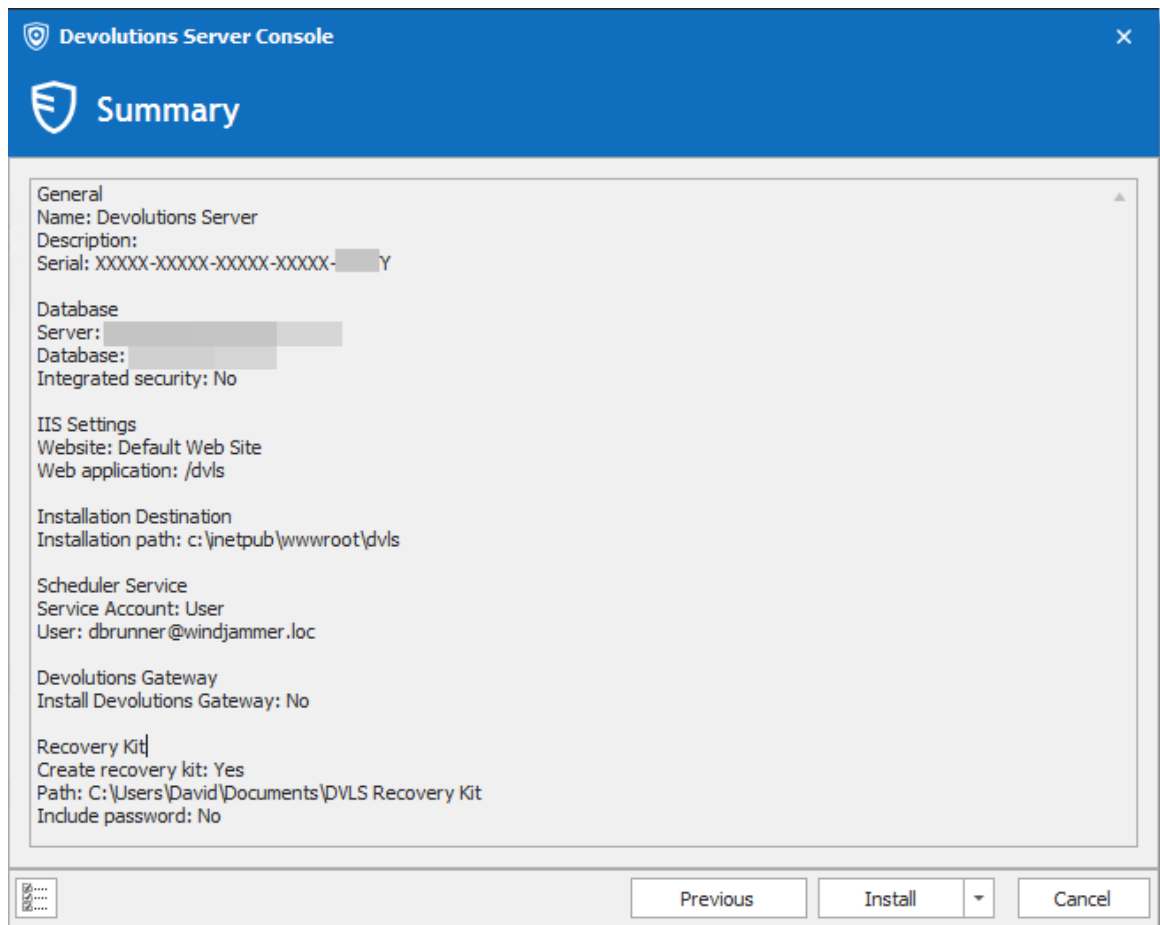 Devolutions Server Console
Summary
General
Name: Devolutions Server
Description:
Serial: XXXXX-XXXXX-XXXXX-XXXXX- Y
Database
Server:
Database:
Integrated security: No
IIS Settings
Website: Default Web Site
Web application: /dvls
Installation Destination
Installation path: c:\inetpub\wwwroot\dvls
Scheduler Service
Service Account: User
User: dbrunner@windjammer.loc
Devolutions Gateway
Install Devolutions Gateway: No
Recovery Kit
Create recovery kit: Yes
Path: C:\Users\David\Documents\DVLS Recovery Kit
Include password: No
Previous Install Cancel